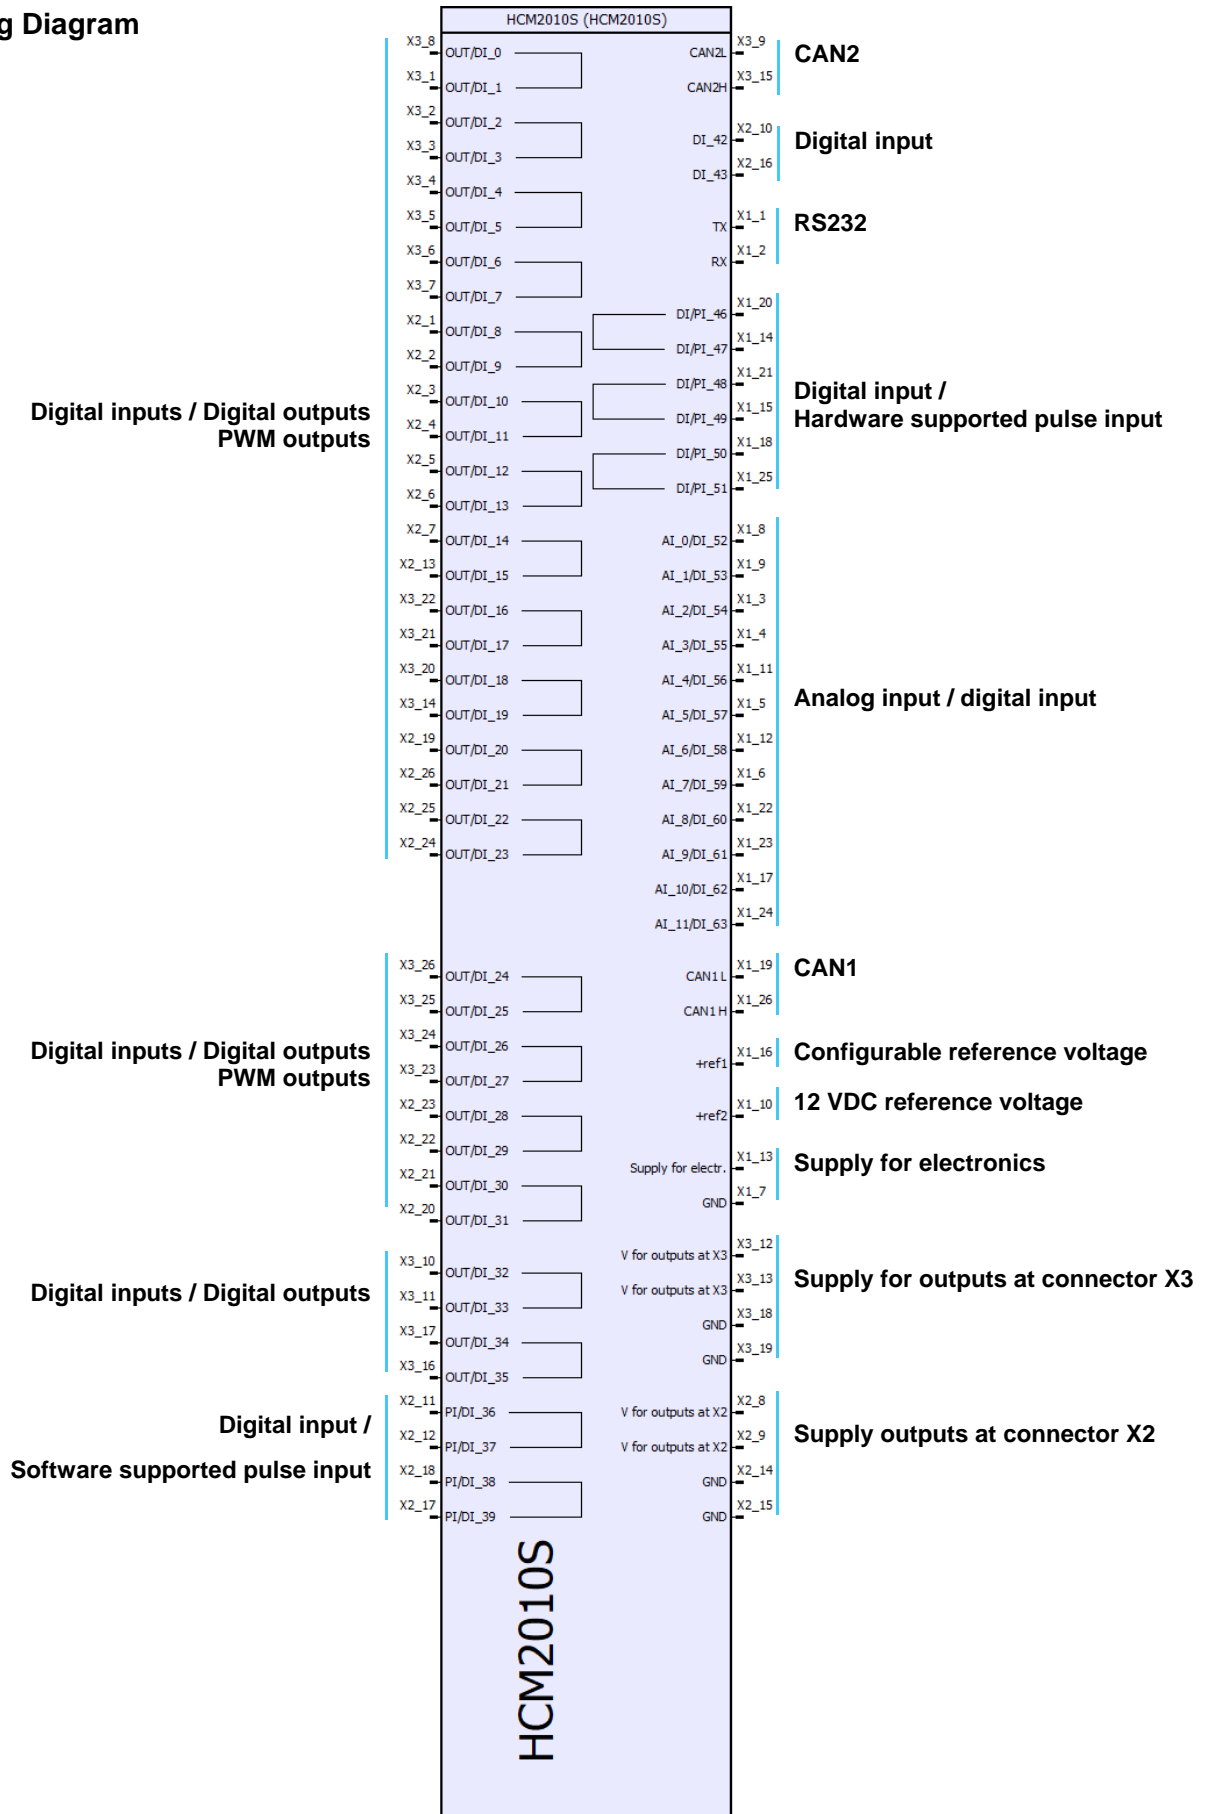 g Diagram
HCM2010S (HCM2010S)
X3_8 OUT/DI_0
X3_1 OUT/DI_1
X3_2 OUT/DI_2
X3_3 OUT/DI_3
X3_4 OUT/DI_4
X3_5 OUT/DI_5
X3_6 OUT/DI_6
X3_7 OUT/DI_7
X2_1 OUT/DI_8
X2_2 OUT/DI_9
X2_3 OUT/DI_10
X2_4 OUT/DI_11
X2_5 OUT/DI_12
X2_6 OUT/DI_13
X2_7 OUT/DI_14
X2_13 OUT/DI_15
X3_22 OUT/DI_16
X3_21 OUT/DI_17
X3_20 OUT/DI_18
X3_14 OUT/DI_19
X2_19 OUT/DI_20
X2_26 OUT/DI_21
X2_25 OUT/DI_22
X2_24 OUT/DI_23
Digital inputs / Digital outputs
PWM outputs
X3_26 OUT/DI_24
X3_25 OUT/DI_25
X3_24 OUT/DI_26
X3_23 OUT/DI_27
X2_23 OUT/DI_28
X2_22 OUT/DI_29
X2_21 OUT/DI_30
X2_20 OUT/DI_31
Digital inputs / Digital outputs
PWM outputs
X3_10 OUT/DI_32
X3_11 OUT/DI_33
X3_17 OUT/DI_34
X3_16 OUT/DI_35
Digital inputs / Digital outputs
X2_11 PI/DI_36
X2_12 PI/DI_37
X2_18 PI/DI_38
X2_17 PI/DI_39
Digital input /
Software supported pulse input
CAN2L X3_9
CAN2H X3_15
CAN2
DI_42 X2_10
DI_43 X2_16
Digital input
TX X1_1
RX X1_2
RS232
DI/PI_46 X1_20
DI/PI_47 X1_14
DI/PI_48 X1_21
DI/PI_49 X1_15
DI/PI_50 X1_18
DI/PI_51 X1_25
Digital input /
Hardware supported pulse input
AI_0/DI_52 X1_8
AI_1/DI_53 X1_9
AI_2/DI_54 X1_3
AI_3/DI_55 X1_4
AI_4/DI_56 X1_11
AI_5/DI_57 X1_5
AI_6/DI_58 X1_12
AI_7/DI_59 X1_6
AI_8/DI_60 X1_22
AI_9/DI_61 X1_23
AI_10/DI_62 X1_17
AI_11/DI_63 X1_24
Analog input / digital input
CAN1L X1_19
CAN1H X1_26
CAN1
+ref1 X1_16
Configurable reference voltage
+ref2 X1_10
12 VDC reference voltage
Supply for electr. X1_13
GND X1_7
Supply for electronics
V for outputs at X3 X3_12
V for outputs at X3 X3_13
GND X3_18
GND X3_19
Supply for outputs at connector X3
V for outputs at X2 X2_8
V for outputs at X2 X2_9
GND X2_14
GND X2_15
Supply outputs at connector X2
HCM2010S